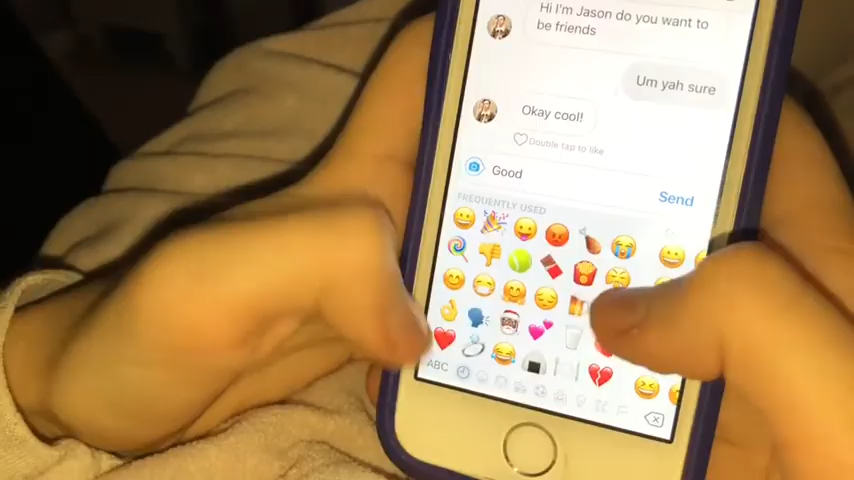 Hi I'm Jason do you want to
be friends
Um yah sure
Okay cool!
Double tap to like
Good
Send
FREQUENTLY USED
ABC